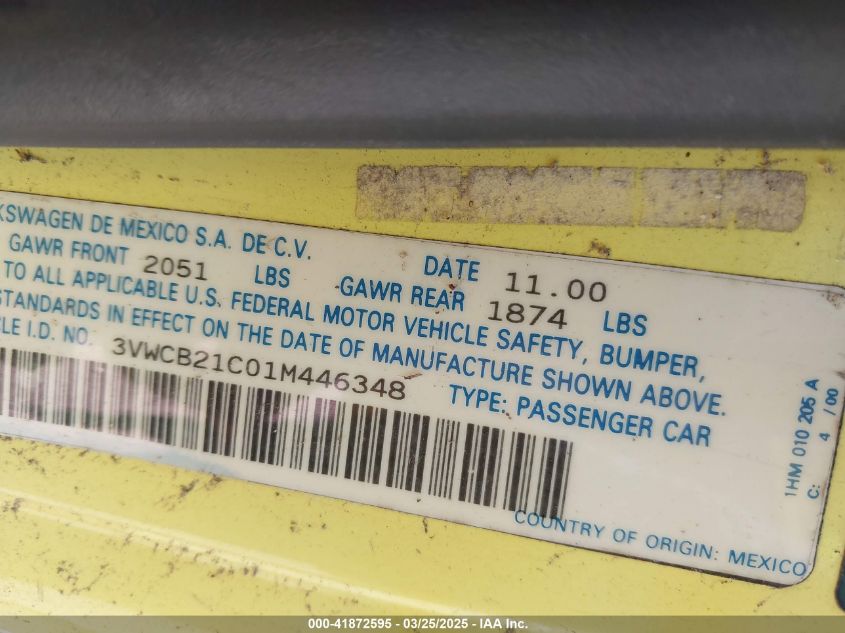 KSWAGEN DE MEXICO S.A. DE C.V. DATE 11.00
GAWR FRONT 2051 LBS GAWR REAR 1874 LBS
TO ALL APPLICABLE U.S. FEDERAL MOTOR VEHICLE SAFETY, BUMPER,
STANDARDS IN EFFECT ON THE DATE OF MANUFACTURE SHOWN ABOVE.
LE I.D. NO. 3VWCB21C01M446348 TYPE: PASSENGER CAR
COUNTRY OF ORIGIN: MEXICO
1HM 010 205 A
C: 4 /00
000-41872595 - 03/25/2025 - IAA Inc.